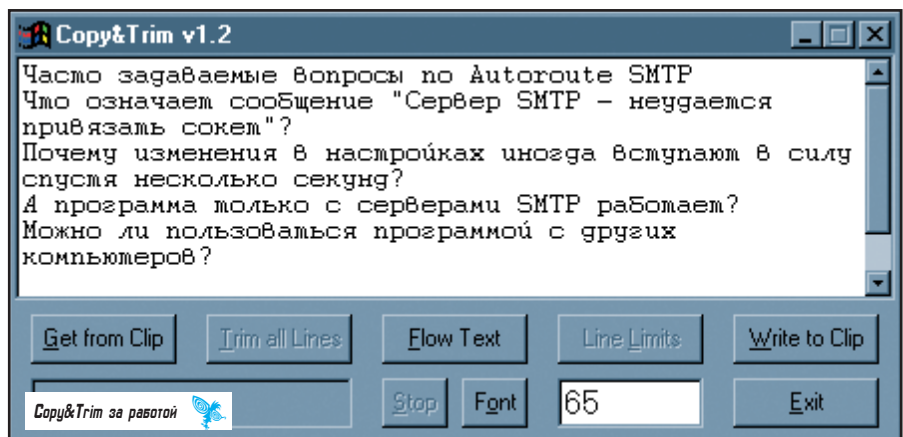 Copy&Trim v1.2
Часто задаваемые вопросы по Autoroute SMTP
Что означает сообщение "Сервер SMTP – неудается
привязать сокет"?
Почему изменения в настройках иногда вступают в силу
спустя несколько секунд?
А программа только с серверами SMTP работает?
Можно ли пользоваться программой с других
компьютеров?
Get from Clip
Trim all Lines
Flow Text
Line Limits
Write to Clip
Copy&Trim за работой
Stop
Font
65
Exit